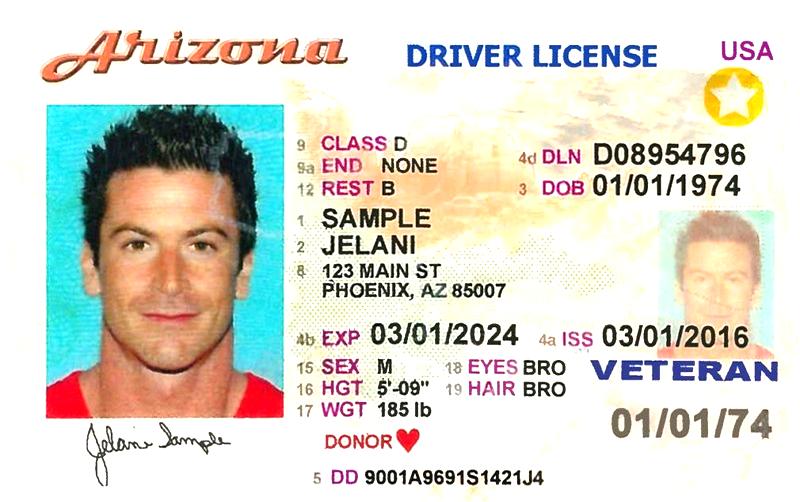 Arizona DRIVER LICENSE USA
9 CLASS D
9a END NONE
4d DLN D08954796
12 REST B
3 DOB 01/01/1974
1 SAMPLE
2 JELANI
8 123 MAIN ST
PHOENIX, AZ 85007
4b EXP 03/01/2024 4a ISS 03/01/2016
15 SEX M 18 EYES BRO
VETERAN
16 HGT 5'-09" 19 HAIR BRO
17 WGT 185 lb
01/01/74
DONOR
Jelani Sample
5 DD 9001A9691S1421J4